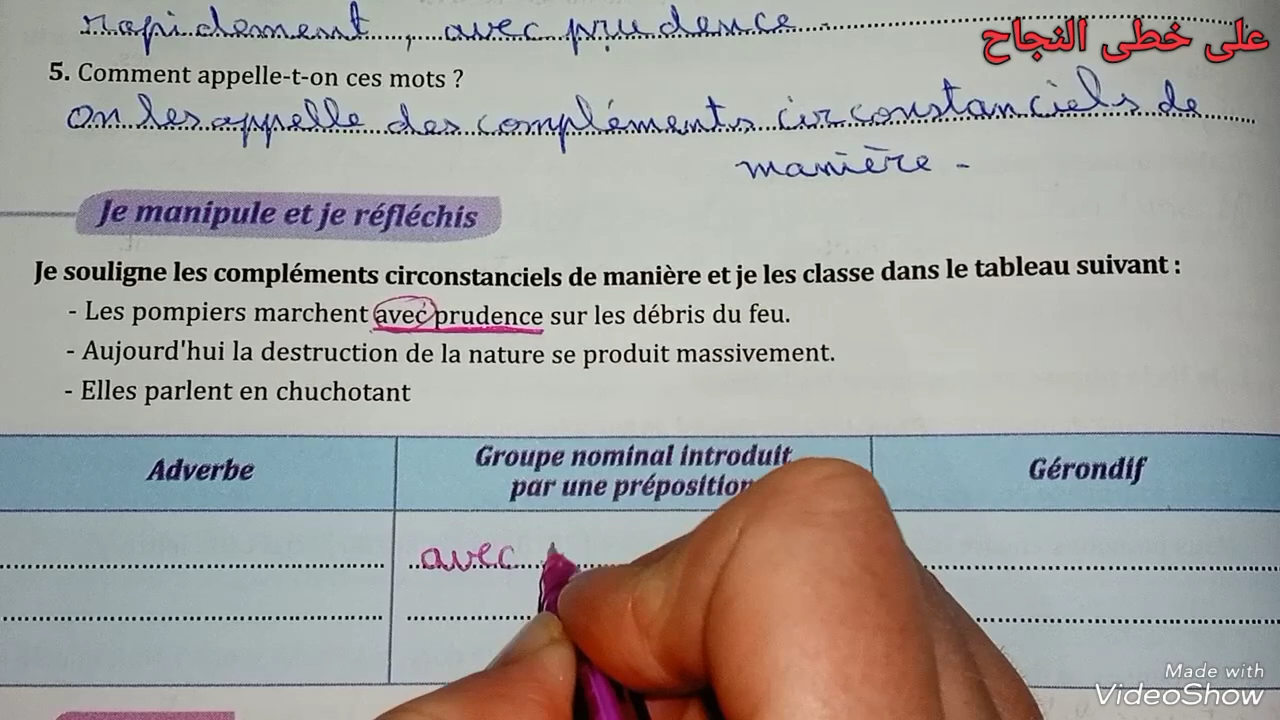 rapidement, avec prudence.
على خطى النجاح
5. Comment appelle-t-on ces mots ?
On les appelle des compléments circonstanciels de
manière -
Je manipule et je réfléchis
Je souligne les compléments circonstanciels de manière et je les classe dans le tableau suivant :
- Les pompiers marchent avec prudence sur les débris du feu.
- Aujourd'hui la destruction de la nature se produit massivement.
- Elles parlent en chuchotant
Adverbe
Groupe nominal introduit
par une préposition
Gérondif
avec
Made with
VideoShow